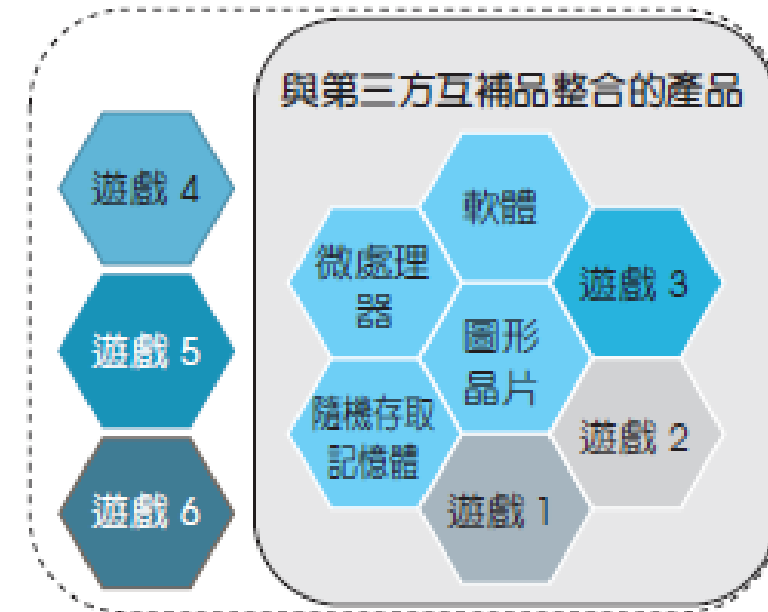 與第三方互補品整合的產品
遊戲 4
遊戲 5
遊戲 6
軟體
微處理
器
遊戲 3
圖形
晶片
隨機存取
記憶體
遊戲 2
遊戲 1